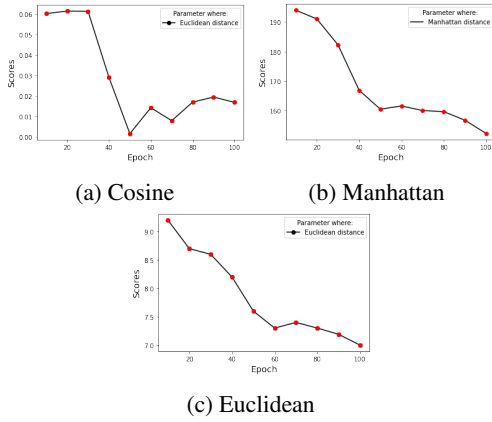 0.06
0.05
0.04
0.03
0.02
0.01
0.00
Scores
20 40 60 80 100
Epoch
Parameter where:
Euclidean distance
(a) Cosine
190
180
170
160
Scores
20 40 60 80 100
Epoch
Parameter where:
Manhattan distance
(b) Manhattan
9.0
8.5
8.0
7.5
7.0
Scores
20 40 60 80 100
Epoch
Parameter where:
Euclidean distance
(c) Euclidean